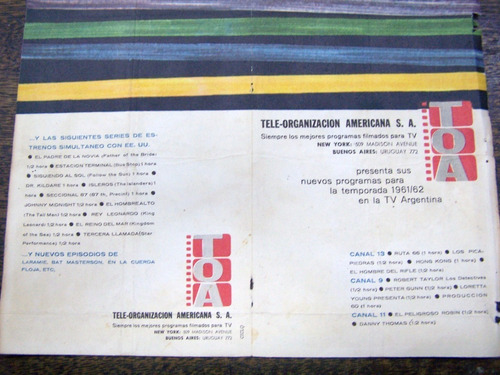 ...Y LAS SIGUIENTES SERIES DE ES-
TRENOS SIMULTANEO CON EE. UU.
● EL PADRE DE LA NOVIA (Father of the Bride)
1/2 hora ● ESTACION TERMINAL (Bus Stop) 1 hora
● SIGUIENDO AL SOL (Follow the Sun) 1 hora ●
DR. KILDARE 1 hora ● ISLEROS (The Islanders) 1
hora ● SECCIONAL 87 (87 th. Precint) 1 hora ●
JOHNNY MIDNIGHT 1/2 hora ● EL HOMBRE ALTO
(The Tall Man) 1/2 hora ● REY LEONARDO (King
Leonard) 1/2 hora ● EL REINO DEL MAR (Kingdom
of the Sea) 1/2 hora ● TERCERA LLAMADA (Star
Performance) 1/2 hora
...Y NUEVOS EPISODIOS DE
LARAMIE, BAT MASTERSON, EN LA CUERDA
FLOJA, ETC.
TOA
TELE-ORGANIZACION AMERICANA S. A.
Siempre los mejores programas filmados para TV
NEW YORK: 509 MADISON AVENUE
BUENOS AIRES: URUGUAY 772
TELE-ORGANIZACION AMERICANA S. A.
Siempre los mejores programas filmados para TV
NEW YORK: 509 MADISON AVENUE
BUENOS AIRES: URUGUAY 772
TOA
presenta sus
nuevos programas para
la temporada 1961/62
en la TV Argentina
CANAL 13 ● RUTA 66 (1 hora) ● LOS PICA-
PIEDRAS (1/2 hora) ● HONG KONG (1 hora) ●
EL HOMBRE DEL RIFLE (1/2 hora)
CANAL 9 ● ROBERT TAYLOR Los Detectives
(1/2 hora) ● PETER GUNN (1/2 hora) ● LORETTA
YOUNG PRESENTA (1/2 hora) ● PRODUCCION
60 (1 hora)
CANAL 11 ● EL PELIGROSO ROBIN (1/2 hora)
● DANNY THOMAS (1/2 hora)